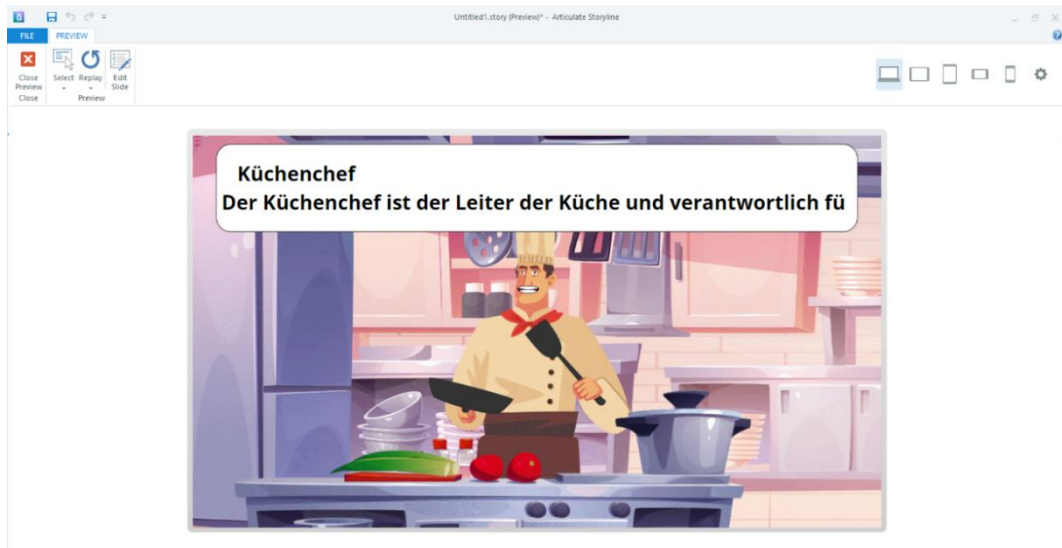 Untitled1.story (Preview)* - Articulate Storyline
FILE PREVIEW
Close Preview
Select
Replay
Edit Slide
Close
Preview
Küchenchef
Der Küchenchef ist der Leiter der Küche und verantwortlich fü